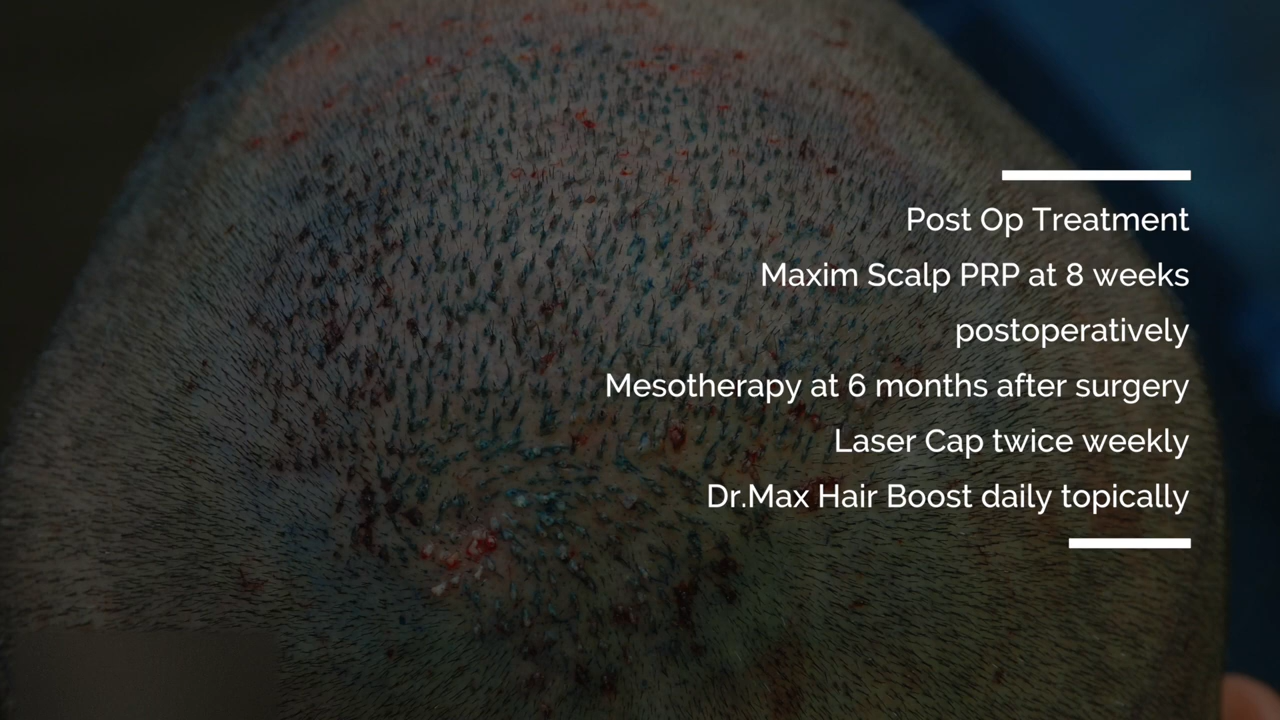 Post Op Treatment
Maxim Scalp PRP at 8 weeks
postoperatively
Mesotherapy at 6 months after surgery
Laser Cap twice weekly
Dr.Max Hair Boost daily topically